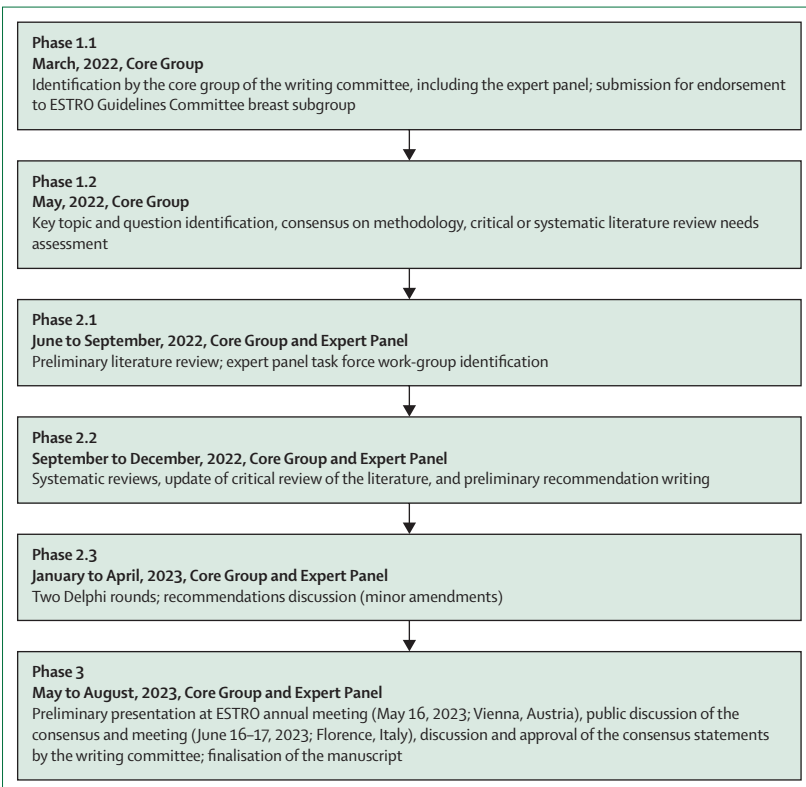 Phase 1.1
March, 2022, Core Group
Identification by the core group of the writing committee, including the expert panel; submission for endorsement
to ESTRO Guidelines Committee breast subgroup
Phase 1.2
May, 2022, Core Group
Key topic and question identification, consensus on methodology, critical or systematic literature review needs
assessment
Phase 2.1
June to September, 2022, Core Group and Expert Panel
Preliminary literature review; expert panel task force work-group identification
Phase 2.2
September to December, 2022, Core Group and Expert Panel
Systematic reviews, update of critical review of the literature, and preliminary recommendation writing
Phase 2.3
January to April, 2023, Core Group and Expert Panel
Two Delphi rounds; recommendations discussion (minor amendments)
Phase 3
May to August, 2023, Core Group and Expert Panel
Preliminary presentation at ESTRO annual meeting (May 16, 2023; Vienna, Austria), public discussion of the
consensus and meeting (June 16–17, 2023; Florence, Italy), discussion and approval of the consensus statements
by the writing committee; finalisation of the manuscript